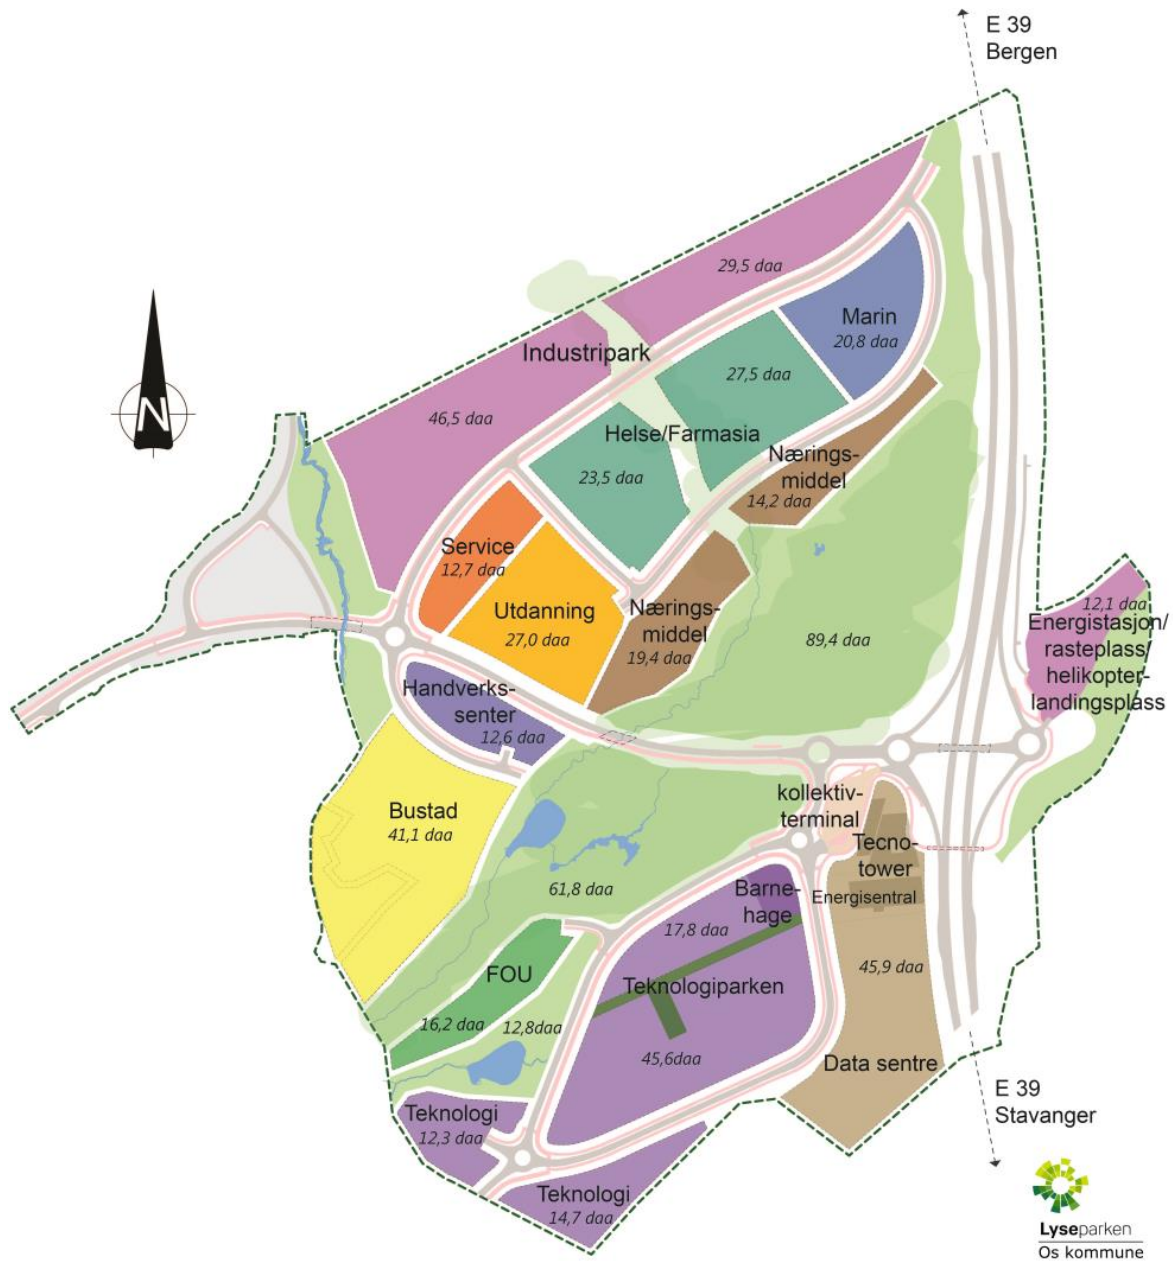 E 39
Bergen
29,5 daa
Marin
20,8 daa
Industripark
27,5 daa
46,5 daa
Helse/Farmasia
23,5 daa
Nærings-
middel
14,2 daa
N
Service
12,7 daa
Utdanning
27,0 daa
Nærings-
middel
19,4 daa
89,4 daa
12,1 daa
Energistasjon/
rasteplass/
helikopter-
landingsplass
Handverks-
senter
12,6 daa
Bustad
41,1 daa
kollektiv-
terminal
Tecno-
tower
Energisentral
61,8 daa
Barne-
hage
17,8 daa
45,9 daa
FOU
Teknologiparken
16,2 daa
12,8daa
45,6daa
Data sentre
Teknologi
12,3 daa
E 39
Stavanger
Teknologi
14,7 daa
Lyseparken
Os kommune